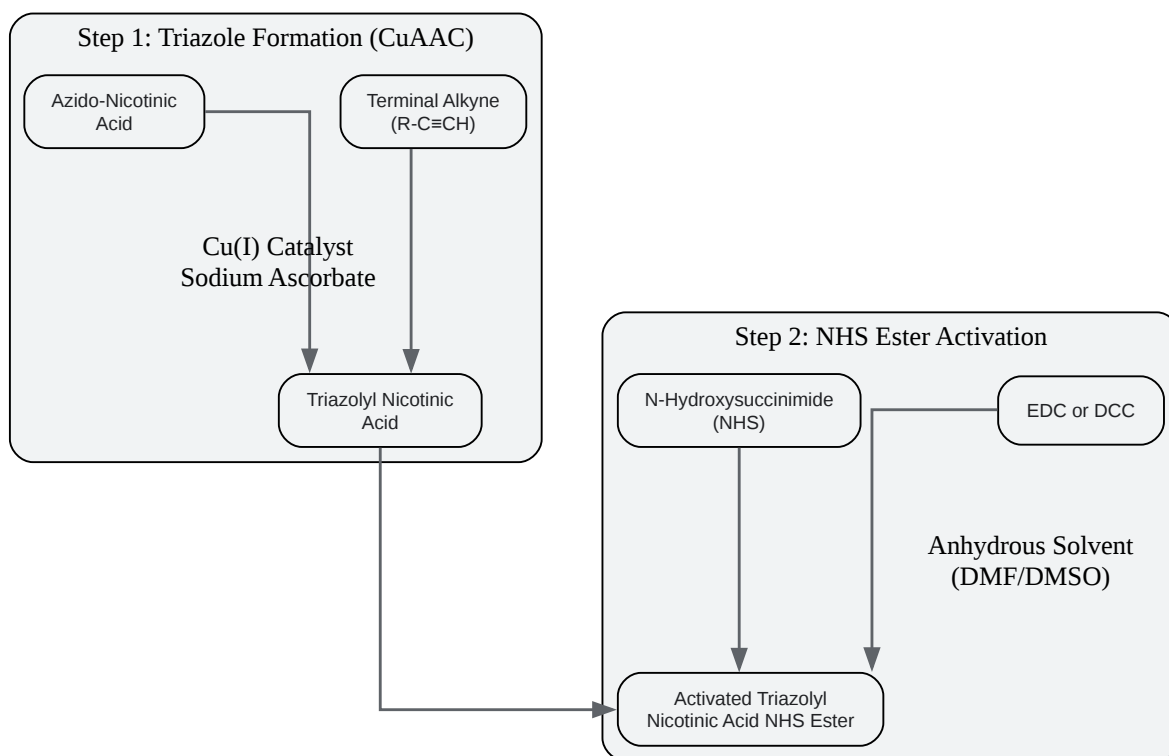 Step 1: Triazole Formation (CuAAC)
Azido-Nicotinic
Acid
Terminal Alkyne
(R-C≡CH)
Cu(I) Catalyst
Sodium Ascorbate
Triazolyl Nicotinic
Acid
Step 2: NHS Ester Activation
N-Hydroxysuccinimide
(NHS)
EDC or DCC
Anhydrous Solvent
(DMF/DMSO)
Activated Triazolyl
Nicotinic Acid NHS Ester